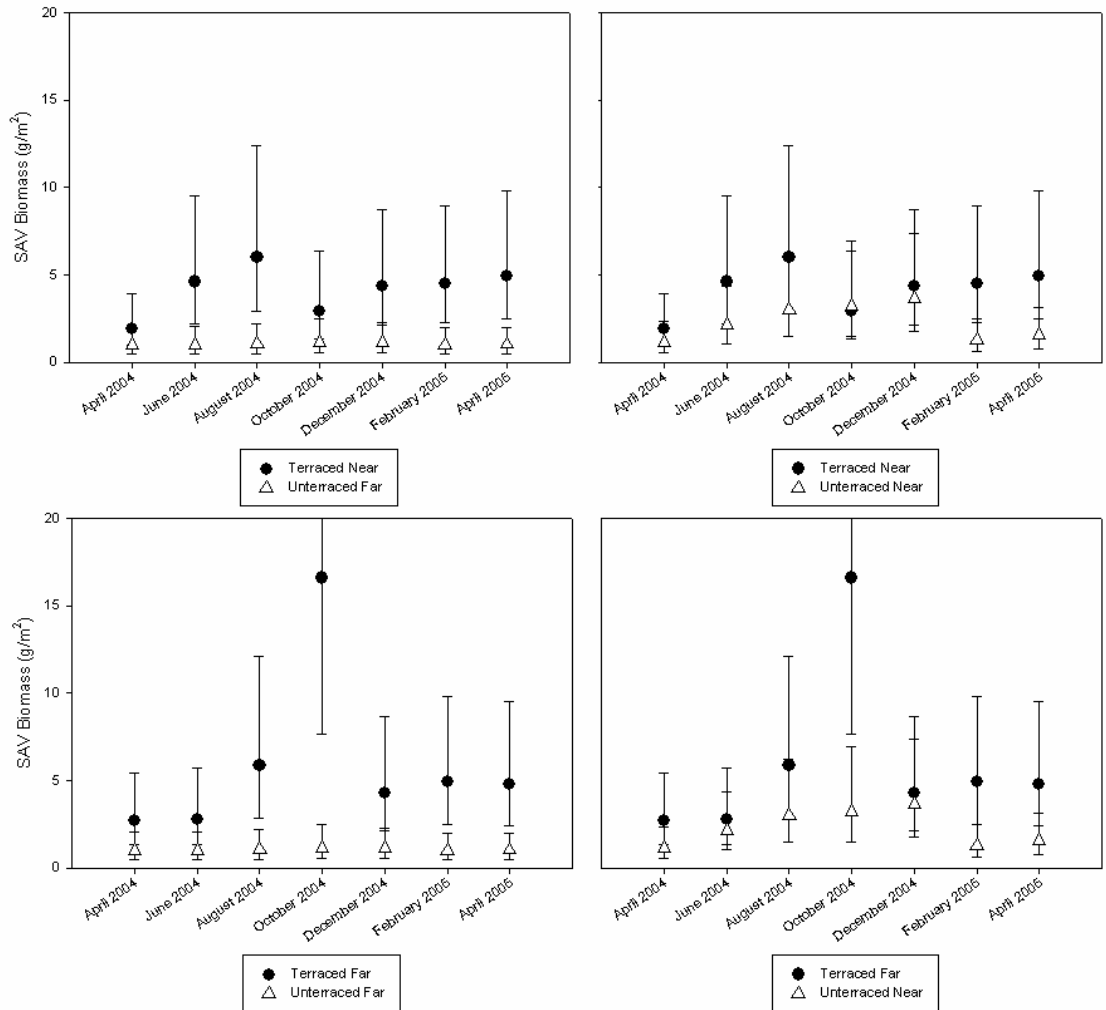 20
15
10
5
0
SAV Biomass (g/m²)
April 2004
June 2004
August 2004
October 2004
December 2004
February 2005
April 2005
Terraced Near
Unterraced Far
April 2004
June 2004
August 2004
October 2004
December 2004
February 2005
April 2005
Terraced Near
Unterraced Near
20
15
10
5
0
SAV Biomass (g/m²)
April 2004
June 2004
August 2004
October 2004
December 2004
February 2005
April 2005
Terraced Far
Unterraced Far
April 2004
June 2004
August 2004
October 2004
December 2004
February 2005
April 2005
Terraced Far
Unterraced Near